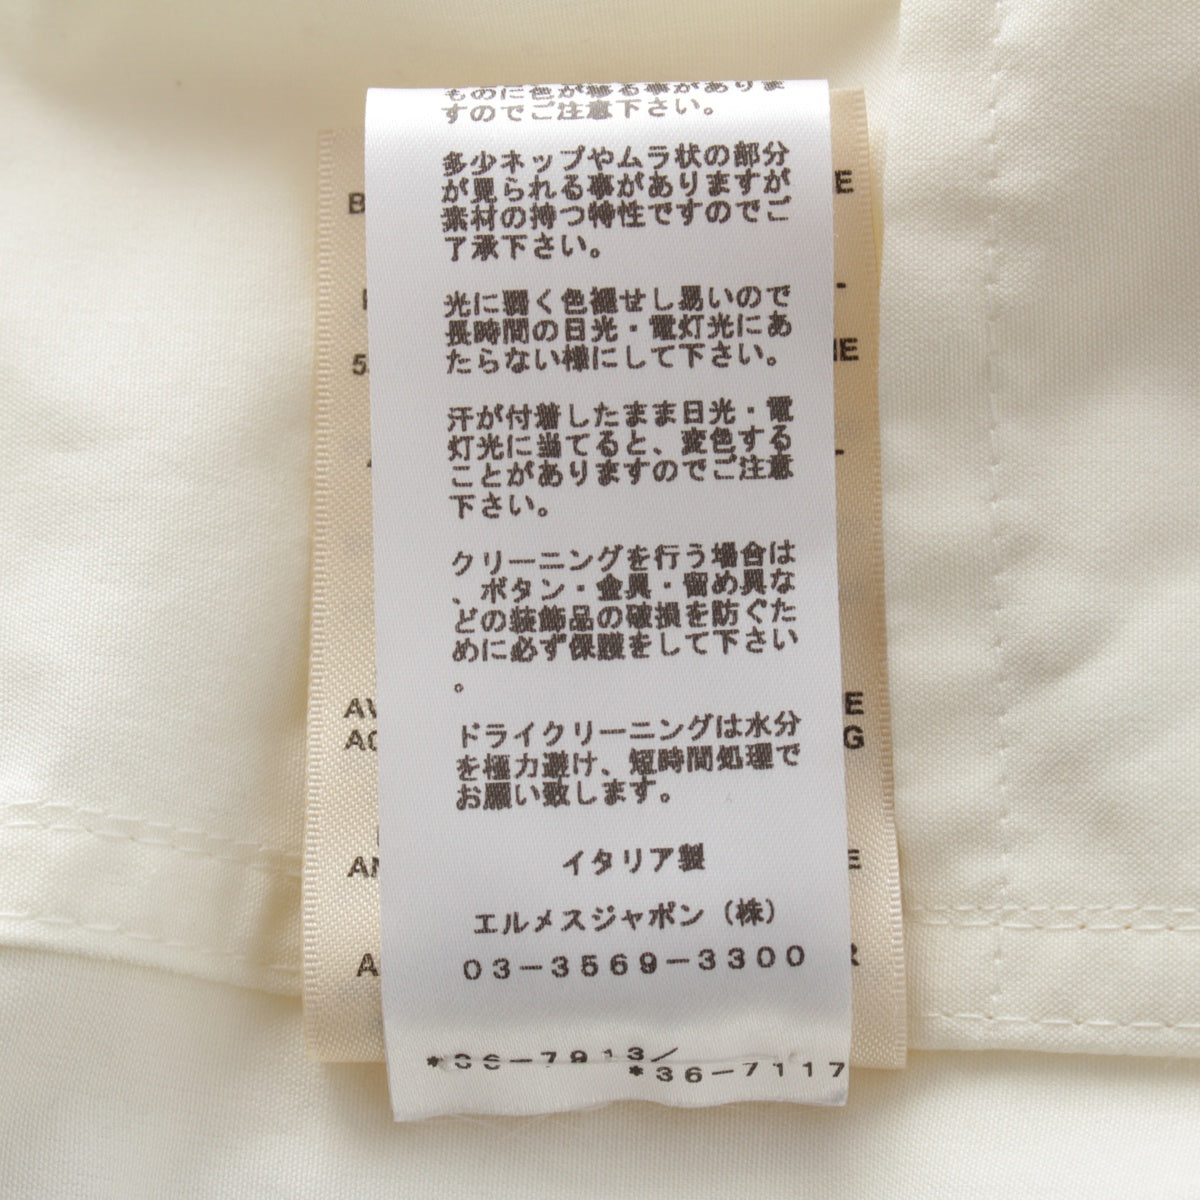 ものに色が移る事がありま
すのでご注意下さい。
多少ネップやムラ状の部分
が見られる事がありますが
素材の持つ特性ですのでご
了承下さい。
光に弱く色褪せし易いので
長時間の日光・電灯光にあ
たらない様にして下さい。
汗が付着したまま日光・電
灯光に当てると、変色する
ことがありますのでご注意
下さい。
クリーニングを行う場合は
、ボタン・金具・留め具な
どの装飾品の破損を防ぐた
めに必ず保護をして下さい
。
ドライクリーニングは水分
を極力避け、短時間処理で
お願い致します。
イタリア製
エルメスジャポン（株）
03-3569-3300
*36-7913/
*36-7117